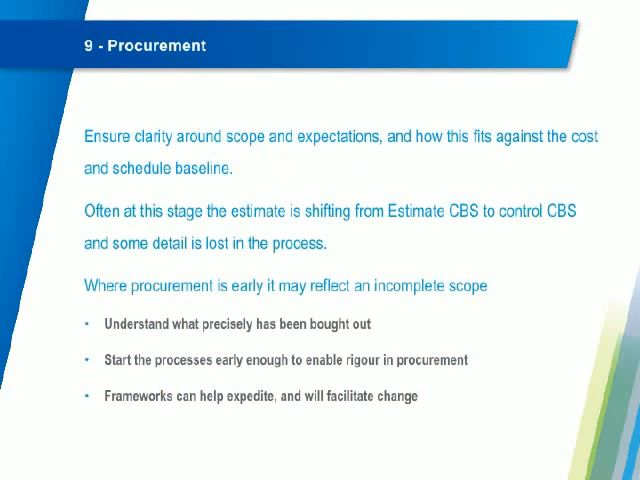 9 - Procurement
Ensure clarity around scope and expectations, and how this fits against the cost
and schedule baseline.
Often at this stage the estimate is shifting from Estimate CBS to control CBS
and some detail is lost in the process.
Where procurement is early it may reflect an incomplete scope
• Understand what precisely has been bought out
• Start the processes early enough to enable rigour in procurement
• Frameworks can help expedite, and will facilitate change